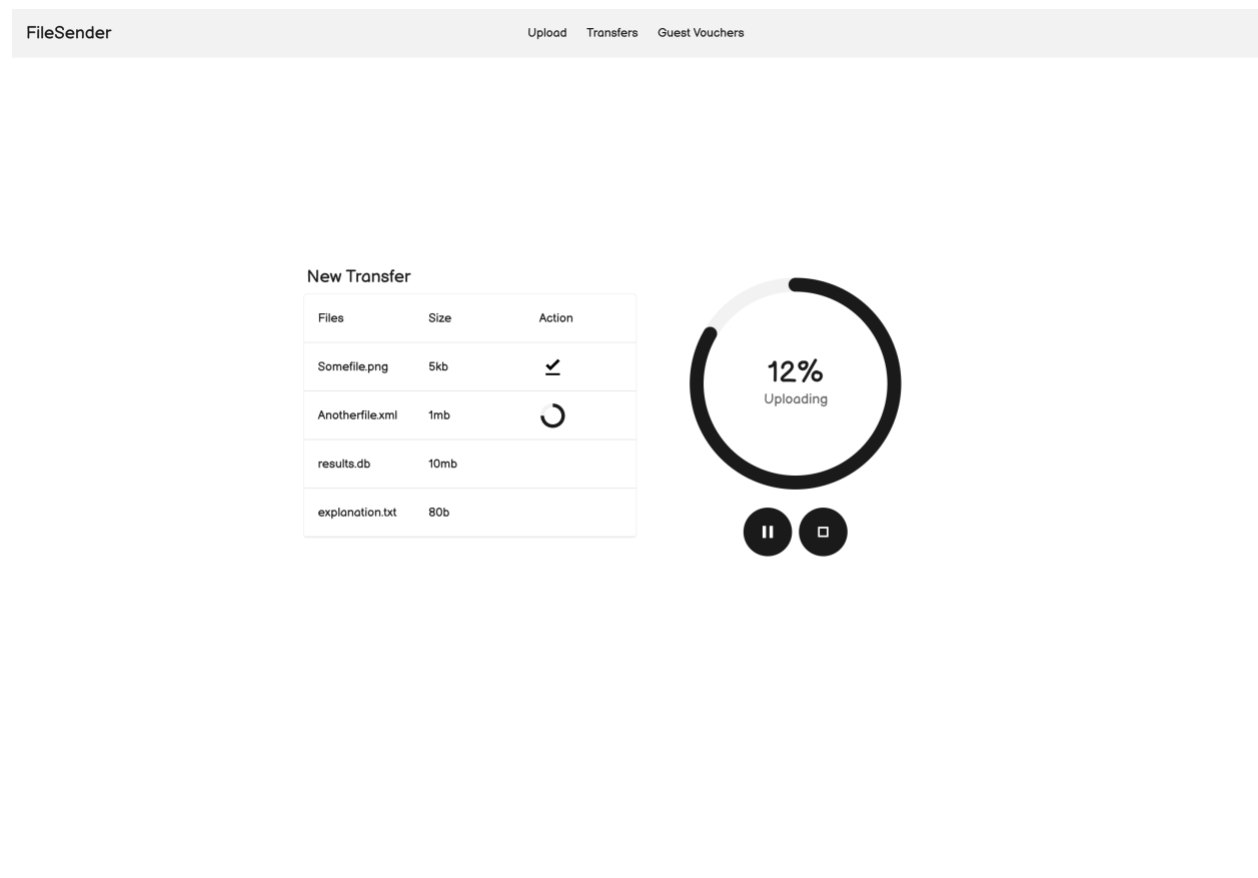 FileSender
Upload Transfers Guest Vouchers
New Transfer
Files Size Action
Somefile.png 5kb
Anotherfile.xml 1mb
results.db 10mb
explanation.txt 80b
12%
Uploading